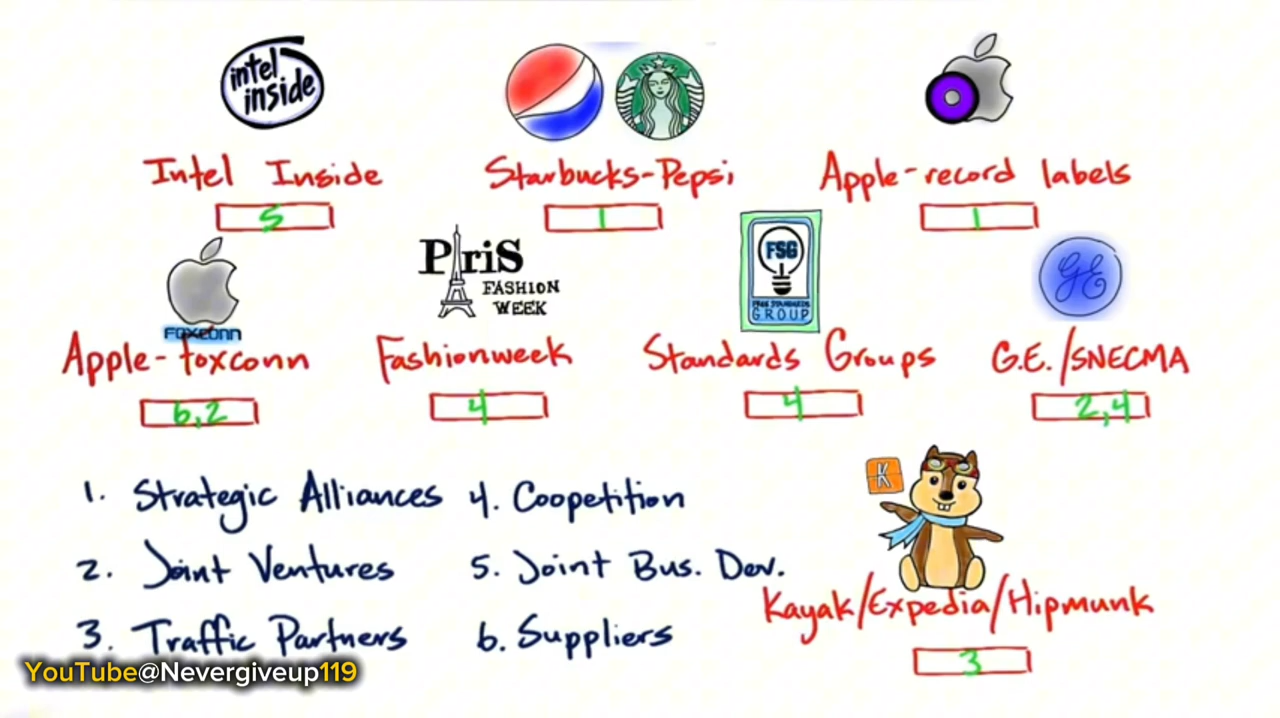 intel inside
Intel Inside
5
Starbucks-Pepsi
1
Apple-record labels
1
FOXCONN
Apple-foxconn
6,2
PariS
FASHION
WEEK
Fashionweek
4
FSG
FREE STANDARDS
GROUP
Standards Groups
4
GE
G.E./SNECMA
2,4
1. Strategic Alliances
2. Joint Ventures
3. Traffic Partners
4. Coopetition
5. Joint Bus. Dev.
6. Suppliers
K
Kayak/Expedia/Hipmunk
3
YouTube@Nevergiveup119